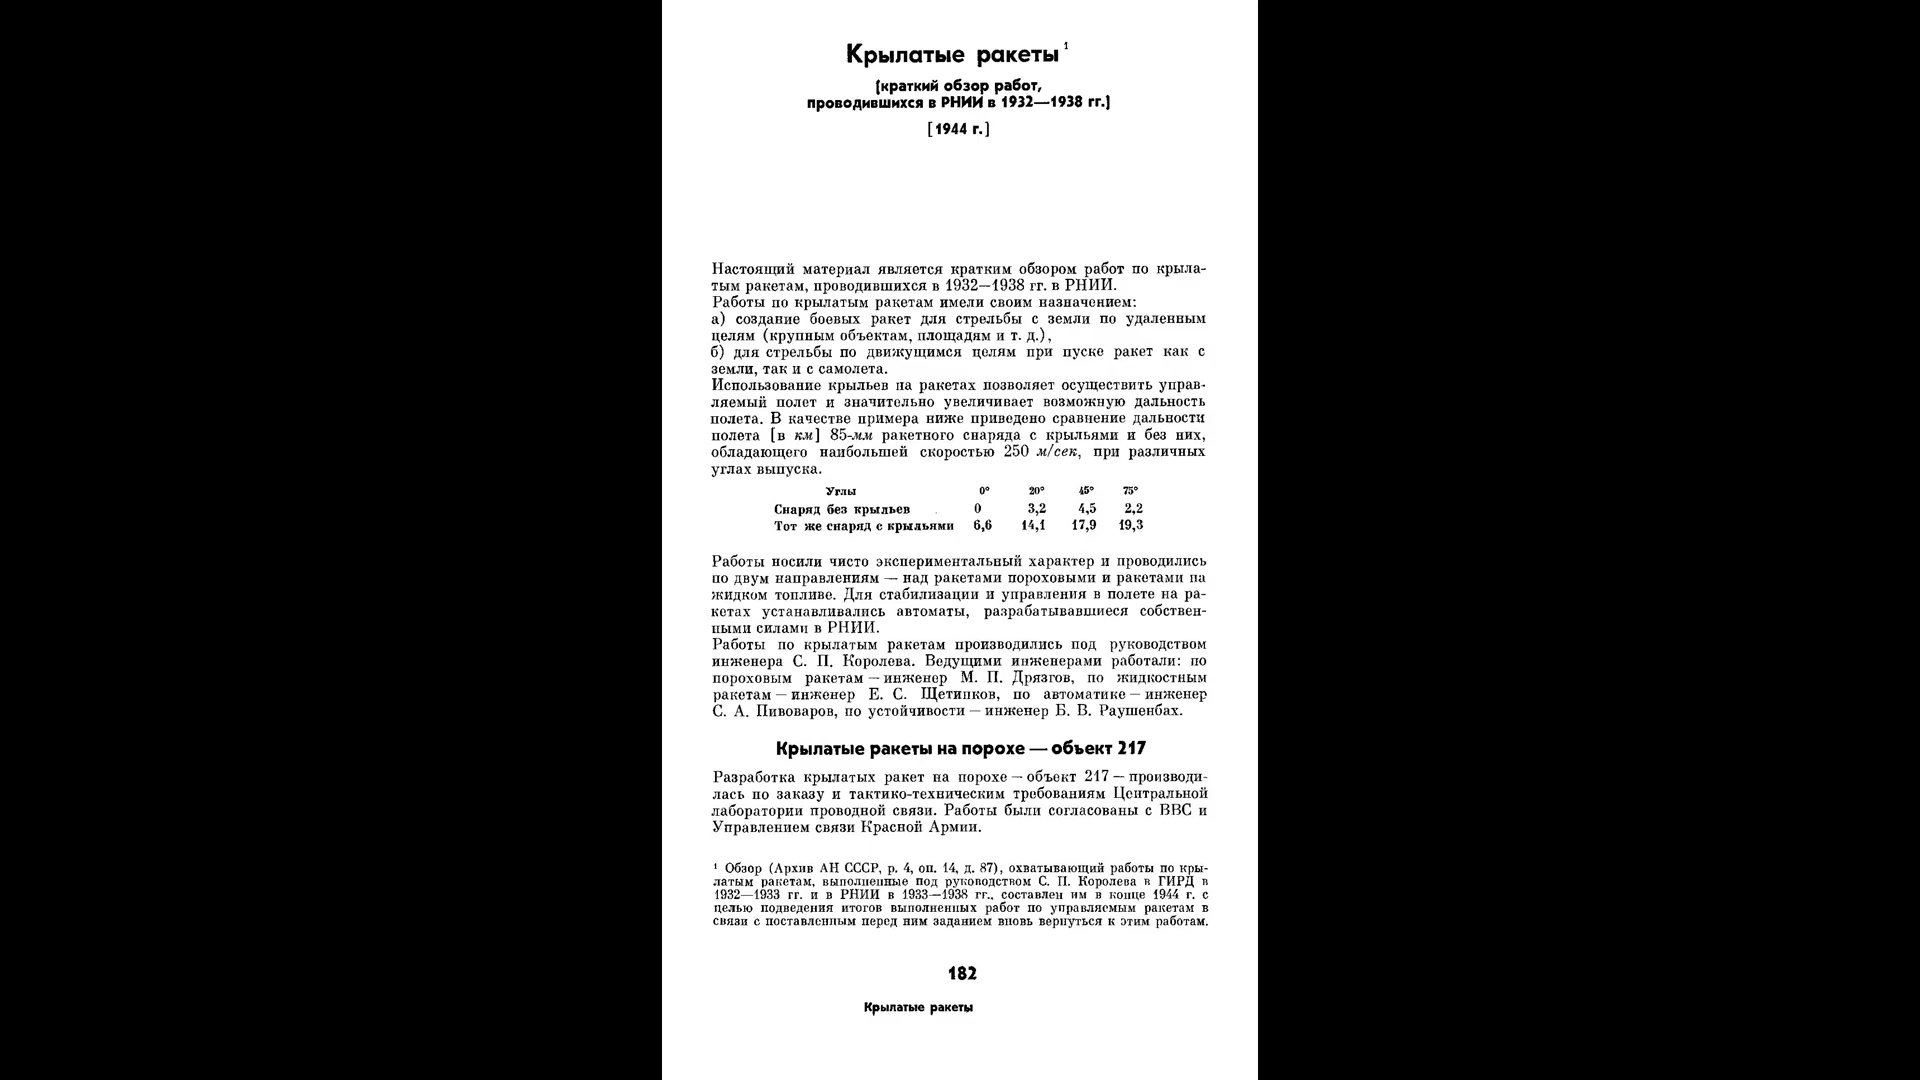 Крылатые ракеты ¹
(краткий обзор работ,
проводившихся в РНИИ в 1932—1938 гг.)
[1944 г.]
Настоящий материал является кратким обзором работ по крыла-
тым ракетам, проводившихся в 1932—1938 гг. в РНИИ.
Работы по крылатым ракетам имели своим назначением:
а) создание боевых ракет для стрельбы с земли по удаленным
целям (крупным объектам, площадям и т. д.),
б) для стрельбы по движущимся целям при пуске ракет как с
земли, так и с самолета.
Использование крыльев на ракетах позволяет осуществить управ-
ляемый полет и значительно увеличивает возможную дальность
полета. В качестве примера ниже приведено сравнение дальности
полета [в км] 85-мм ракетного снаряда с крыльями и без них,
обладающего наибольшей скоростью 250 м/сек, при различных
углах выпуска.
Углы 0° 20° 45° 75°
Снаряд без крыльев 0 3,2 4,5 2,2
Тот же снаряд с крыльями 6,6 14,1 17,9 19,3
Работы носили чисто экспериментальный характер и проводились
по двум направлениям — над ракетами пороховыми и ракетами на
жидком топливе. Для стабилизации и управления в полете на ра-
кетах устанавливались автоматы, разрабатывавшиеся собствен-
ными силами в РНИИ.
Работы по крылатым ракетам производились под руководством
инженера С. П. Королева. Ведущими инженерами работали: по
пороховым ракетам — инженер М. П. Дрязгов, по жидкостным
ракетам — инженер Е. С. Щетинков, по автоматике — инженер
С. А. Пивоваров, по устойчивости — инженер Б. В. Раушенбах.
Крылатые ракеты на порохе — объект 217
Разработка крылатых ракет на порохе — объект 217 — производи-
лась по заказу и тактико-техническим требованиям Центральной
лаборатории проводной связи. Работы были согласованы с ВВС и
Управлением связи Красной Армии.
¹ Обзор (Архив АН СССР, р. 4, оп. 14, д. 87), охватывающий работы по кры-
латым ракетам, выполненные под руководством С. П. Королева в ГИРД в
1932—1933 гг. и в РНИИ в 1933—1938 гг., составлен им в конце 1944 г. с
целью подведения итогов выполненных работ по управляемым ракетам в
связи с поставленным перед ним заданием вновь вернуться к этим работам.
182
Крылатые ракеты